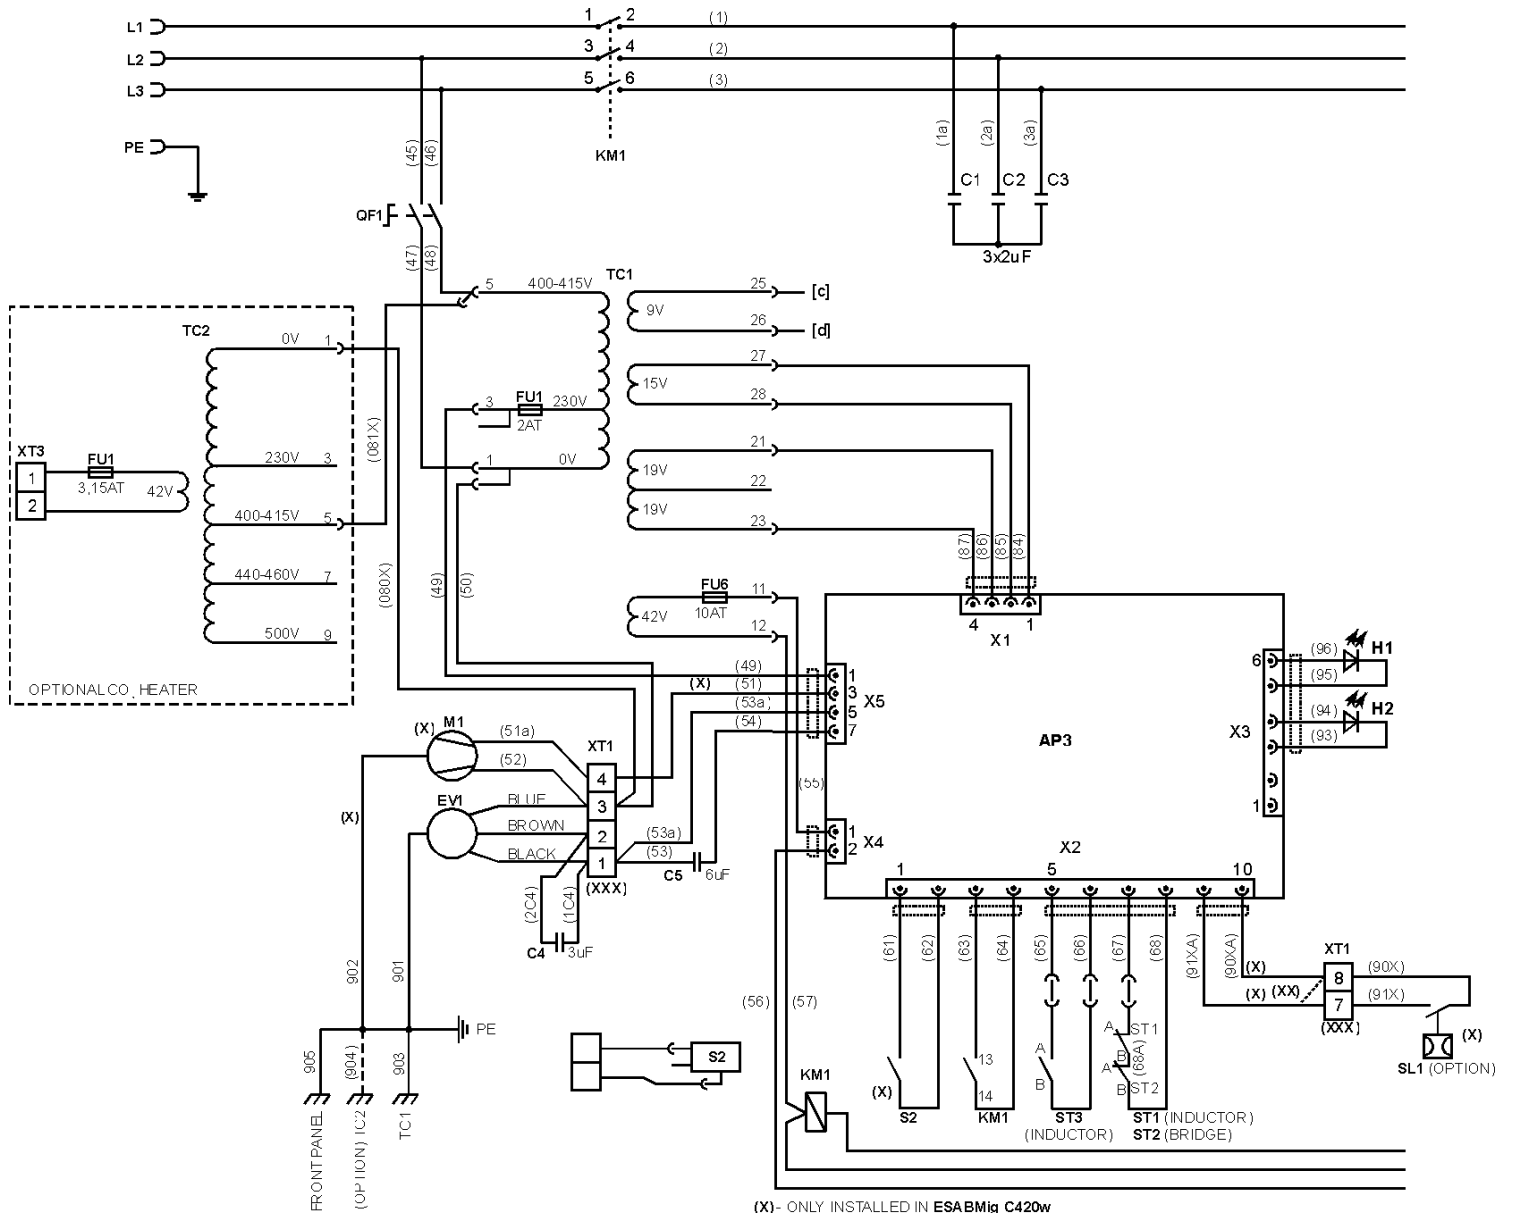 L1
1 2
(1)
L2
3 4
(2)
L3
5 6
(3)
PE
KM1
(45)
(46)
(1a)
(2a)
(3a)
C1
C2
C3
3x2uF
QF1
(47)
(48)
5
400-415V
TC1
25
[c]
9V
26
[d]
27
15V
28
3
FU1
230V
2AT
1
0V
21
19V
22
19V
23
(87)
(86)
(85)
(84)
TC2
0V
1
(081X)
XT3
1
2
FU1
3,15AT
42V
230V
3
400-415V
5
440-460V
7
500V
9
OPTIONAL CO2 HEATER
(080X)
(49)
(50)
FU6
11
10AT
42V
12
4
1
X1
6
(96)
H1
(95)
(94)
H2
(93)
X3
1
AP3
(49)
1
(X)
(51)
3
(53a)
5
X5
(54)
7
(55)
1
2
X4
(X)
M1
(51a)
(52)
XT1
4
3
2
1
(XXX)
EV1
BLUE
BROWN
BLACK
(X)
(53a)
(53)
C5
6uF
(2C4)
(1C4)
C4
3uF
X2
1
5
10
(61)
(62)
(63)
(64)
(65)
(66)
(67)
(68)
(91XA)
(90XA)
XT1
(X)
8
(90X)
(X)
(XX)
7
(91X)
(XXX)
(X)
SL1 (OPTION)
902
901
PE
905
(904)
903
FRONT PANEL
(OPTION) IC2
TC1
S2
(56)
(57)
KM1
(X)
S2
13
14
KM1
A
B
ST3
(INDUCTOR)
A
ST1
B
(68A)
A
B
ST2
ST1 (INDUCTOR)
ST2 (BRIDGE)
(X)- ONLY INSTALLED IN ESABMig C420w